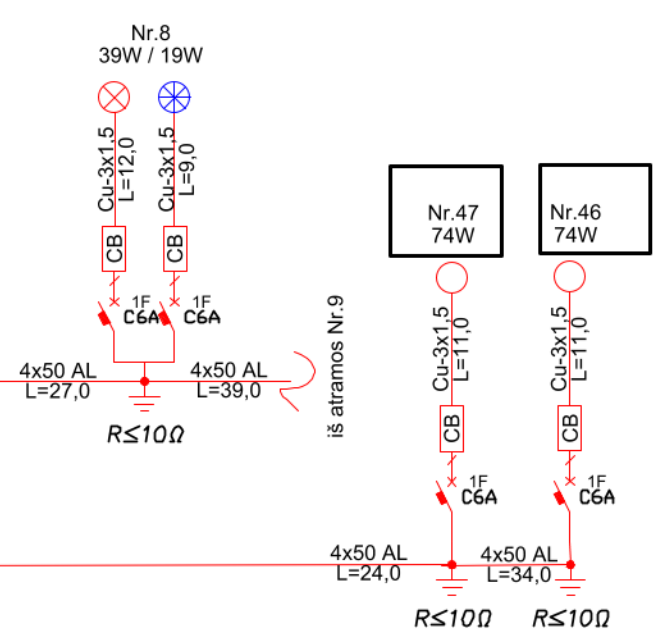 Nr.8
39W / 19W
Cu-3x1,5
L=12,0
Cu-3x1,5
L=9,0
CB
CB
1F
C6A
1F
C6A
4x50 AL
L=27,0
4x50 AL
L=39,0
R≤10Ω
iš atramos Nr.9
Nr.47
74W
Nr.46
74W
Cu-3x1,5
L=11,0
Cu-3x1,5
L=11,0
CB
CB
1F
C6A
1F
C6A
4x50 AL
L=24,0
4x50 AL
L=34,0
R≤10Ω
R≤10Ω